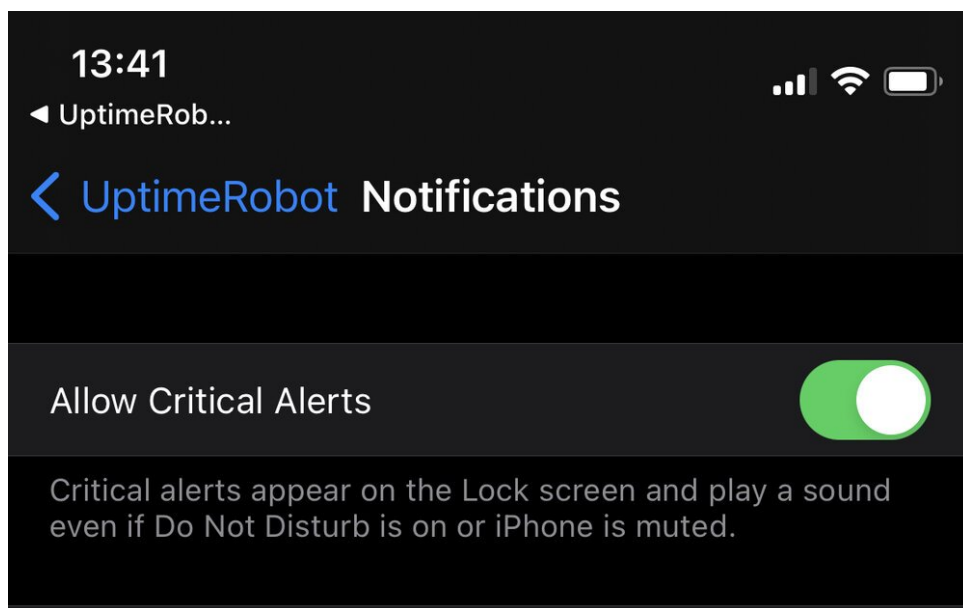 13:41
◀ UptimeRob...
UptimeRobot Notifications
Allow Critical Alerts
Critical alerts appear on the Lock screen and play a sound
even if Do Not Disturb is on or iPhone is muted.